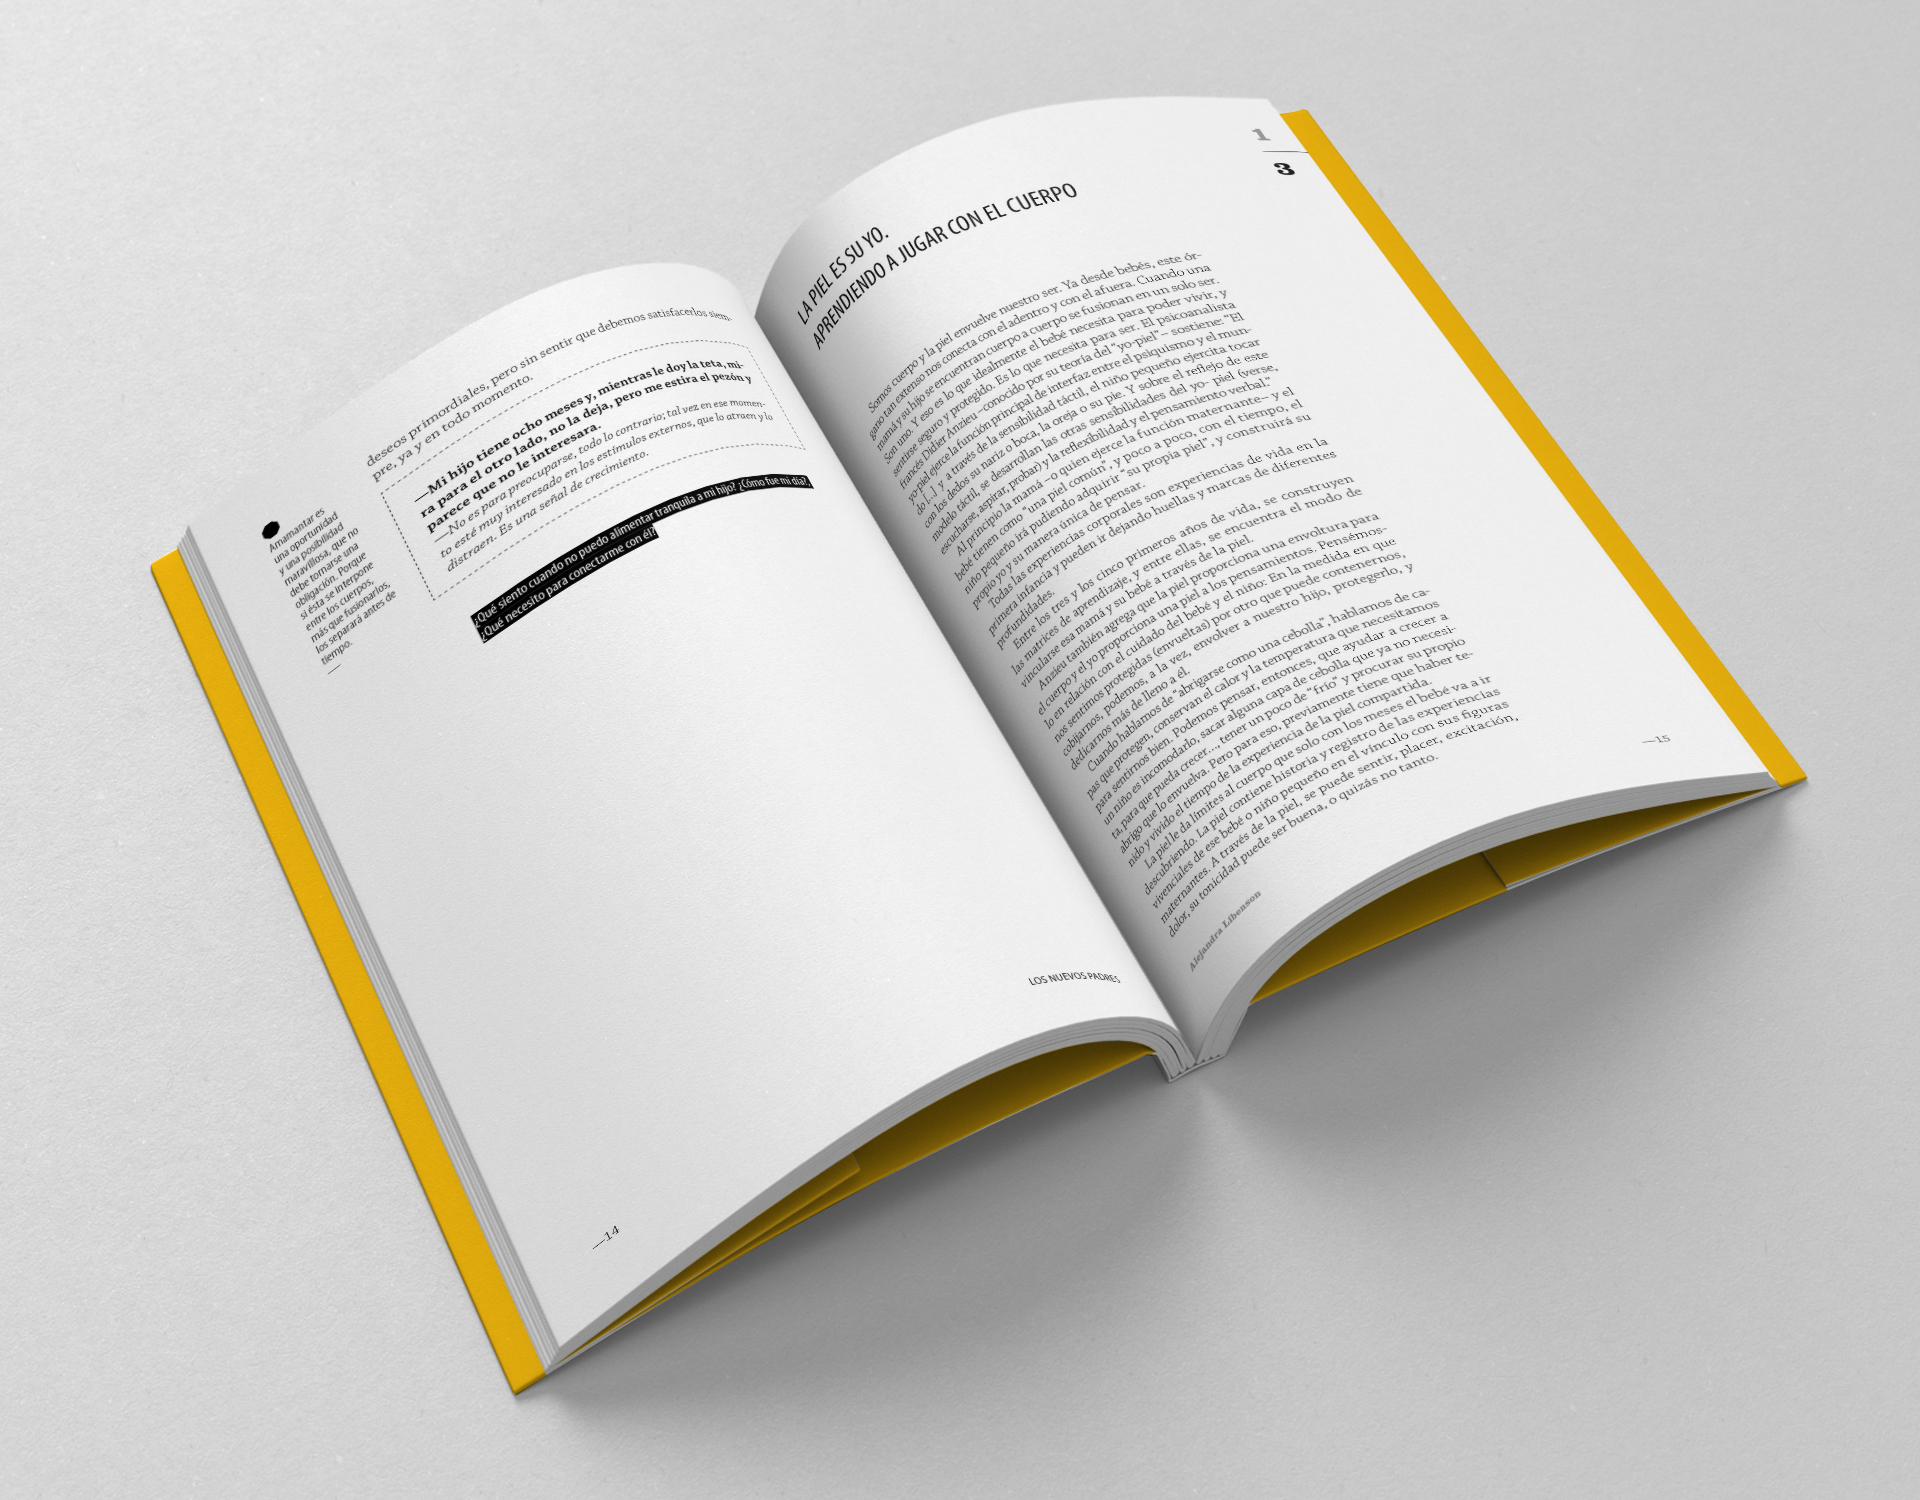 Amamantar es
una oportunidad
y una posibilidad
maravillosa, que no
debe tornarse una
obligación. Porque
si ésta se interpone
entre los cuerpos,
más que fusionarlos,
los separará antes de
tiempo.
—
deseos primordiales, pero sin sentir que debemos satisfacerlos siem-
pre, ya y en todo momento.
—Mi hijo tiene ocho meses y, mientras le doy la teta, mi-
ra para el otro lado, no la deja, pero me estira el pezón y
parece que no le interesara.
—No es para preocuparse, todo lo contrario; tal vez en ese momen-
to esté muy interesado en los estímulos externos, que lo atraen y lo
distraen. Es una señal de crecimiento.
¿Qué siento cuando no puedo alimentar tranquila a mi hijo? ¿Cómo fue mi día?
¿Qué necesito para conectarme con él?
LOS NUEVOS PADRES
—14
1
3
LA PIEL ES SU YO.
APRENDIENDO A JUGAR CON EL CUERPO
Somos cuerpo y la piel envuelve nuestro ser. Ya desde bebés, este ór-
gano tan extenso nos conecta con el adentro y con el afuera. Cuando una
mamá y su hijo se encuentran cuerpo a cuerpo se fusionan en un solo ser.
Son uno. Y eso es lo que idealmente el bebé necesita para poder vivir, y
sentirse seguro y protegido. Es lo que necesita para ser. El psicoanalista
francés Didier Anzieu –conocido por su teoría del "yo-piel"– sostiene: "El
yo-piel ejerce la función principal de interfaz entre el psiquismo y el mun-
do [...] y a través de la sensibilidad táctil, el niño pequeño ejercita tocar
con los dedos su nariz o boca, la oreja o su pie. Y sobre el reflejo de este
modelo táctil, se desarrollan las otras sensibilidades del yo- piel (verse,
escucharse, aspirar, probar) y la reflexibilidad y el pensamiento verbal."
Al principio la mamá –o quien ejerce la función maternante– y el
bebé tienen como "una piel común", y poco a poco, con el tiempo, el
niño pequeño irá pudiendo adquirir "su propia piel" , y construirá su
propio yo y su manera única de pensar.
Todas las experiencias corporales son experiencias de vida en la
primera infancia y pueden ir dejando huellas y marcas de diferentes
profundidades.
Entre los tres y los cinco primeros años de vida, se construyen
las matrices de aprendizaje, y entre ellas, se encuentra el modo de
vincularse esa mamá y su bebé a través de la piel.
Anzieu también agrega que la piel proporciona una envoltura para
el cuerpo y el yo proporciona una piel a los pensamientos. Pensémos-
lo en relación con el cuidado del bebé y el niño: En la medida en que
nos sentimos protegidas (envueltas) por otro que puede contenernos,
cobijarnos, podemos, a la vez, envolver a nuestro hijo, protegerlo, y
dedicarnos más de lleno a él.
Cuando hablamos de "abrigarse como una cebolla", hablamos de ca-
pas que protegen, conservan el calor y la temperatura que necesitamos
para sentirnos bien. Podemos pensar, entonces, que ayudar a crecer a
un niño es incomodarlo, sacar alguna capa de cebolla que ya no necesi-
ta, para que pueda crecer..., tener un poco de "frío" y procurar su propio
abrigo que lo envuelva. Pero para eso, previamente tiene que haber te-
nido y vivido el tiempo de la experiencia de la piel compartida.
La piel le da límites al cuerpo que solo con los meses el bebé va a ir
descubriendo. La piel contiene historia y registro de las experiencias
vivenciales de ese bebé o niño pequeño en el vínculo con sus figuras
maternantes. A través de la piel, se puede sentir, placer, excitación,
dolor, su tonicidad puede ser buena, o quizás no tanto.
Alejandra Libenson
—15